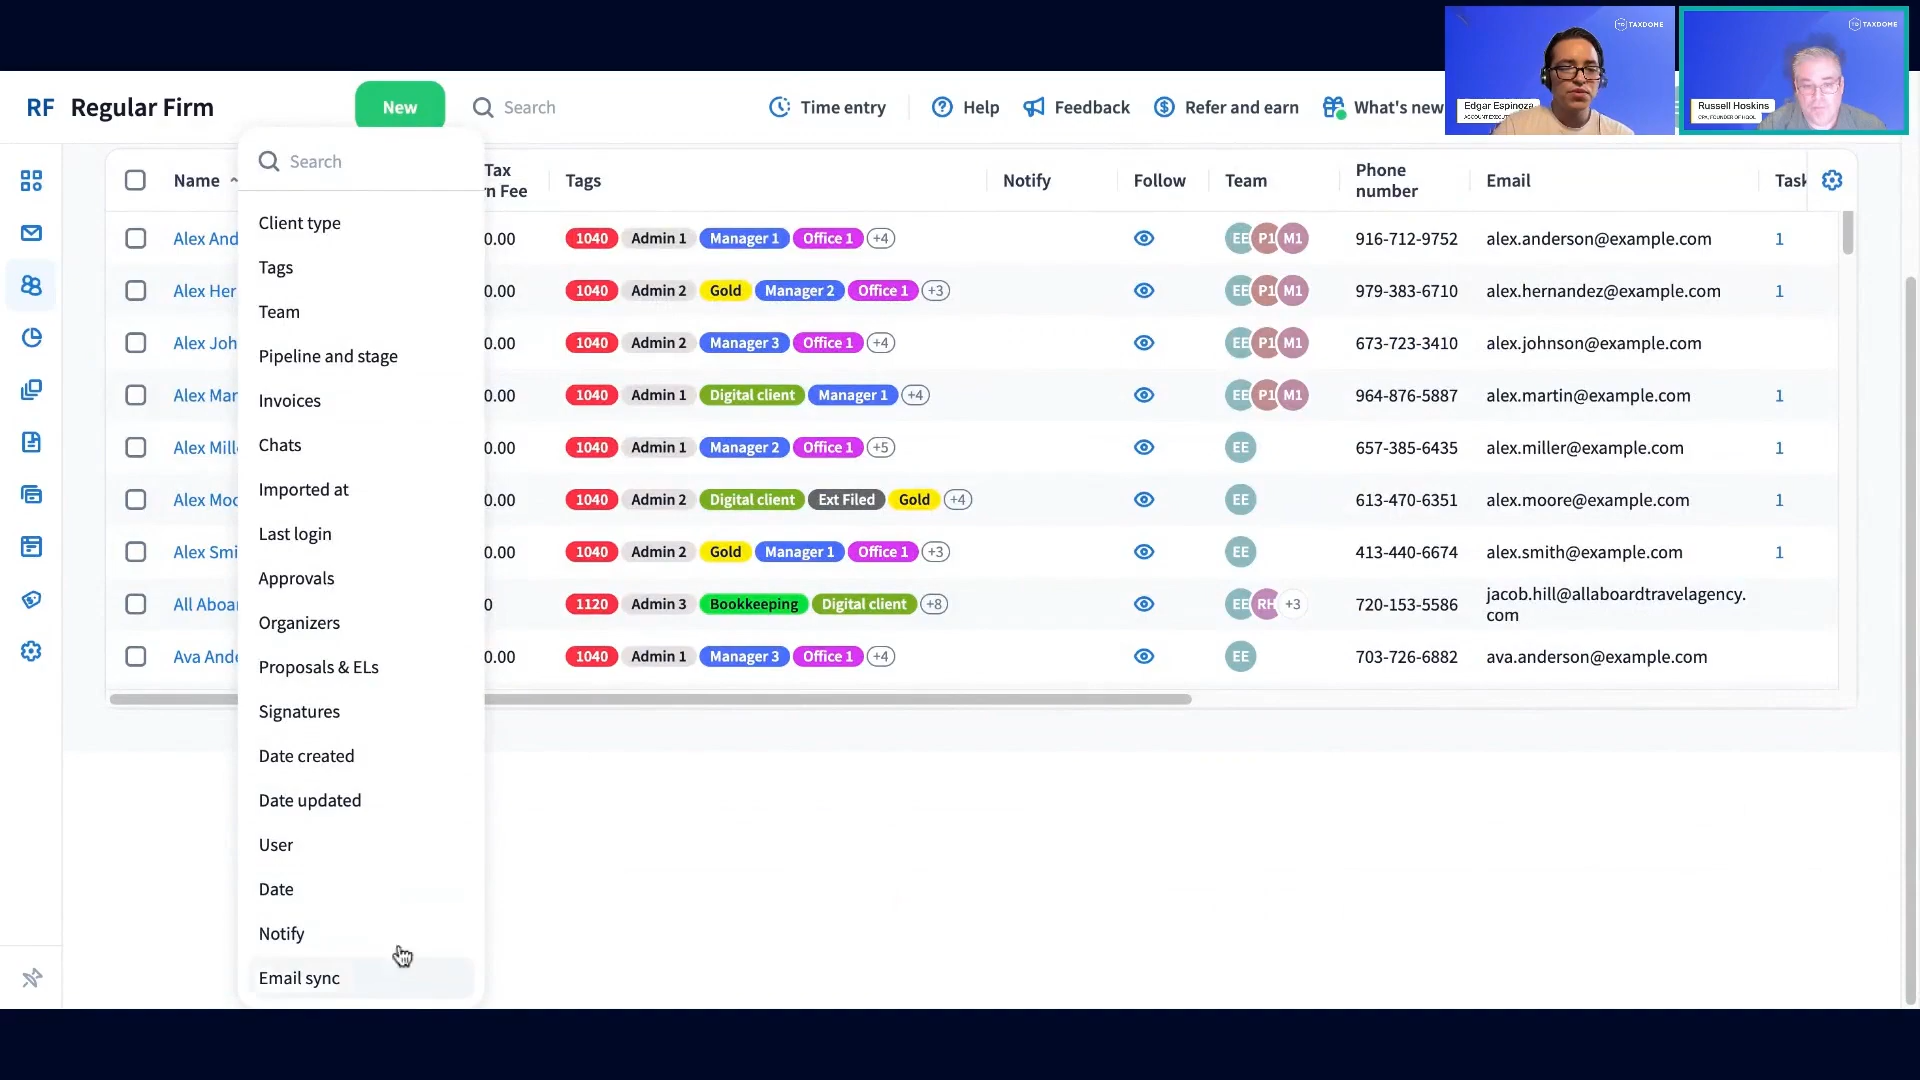 TAXDOME
TAXDOME
Edgar Espinoza
Russell Hoskins
RF Regular Firm
New
Search
Time entry
Help
Feedback
Refer and earn
What's new
Search
Client type
Tags
Team
Pipeline and stage
Invoices
Chats
Imported at
Last login
Approvals
Organizers
Proposals & ELs
Signatures
Date created
Date updated
User
Date
Notify
Email sync
Name Tax
n Fee Tags Notify Follow Team Phone
number Email Task
Alex And 0.00 1040 Admin 1 Manager 1 Office 1 +4 EE P1 M1 916-712-9752 alex.anderson@example.com 1
Alex Her 0.00 1040 Admin 2 Gold Manager 2 Office 1 +3 EE P1 M1 979-383-6710 alex.hernandez@example.com 1
Alex Joh 0.00 1040 Admin 2 Manager 3 Office 1 +4 EE P1 M1 673-723-3410 alex.johnson@example.com
Alex Mar 0.00 1040 Admin 1 Digital client Manager 1 +4 EE P1 M1 964-876-5887 alex.martin@example.com 1
Alex Mill 0.00 1040 Admin 1 Manager 2 Office 1 +5 EE 657-385-6435 alex.miller@example.com 1
Alex Moo 0.00 1040 Admin 2 Digital client Ext Filed Gold +4 EE 613-470-6351 alex.moore@example.com 1
Alex Smi 0.00 1040 Admin 2 Gold Manager 1 Office 1 +3 EE 413-440-6674 alex.smith@example.com 1
All Aboar 0 1120 Admin 3 Bookkeeping Digital client +8 EE RH +3 720-153-5586 jacob.hill@allaboardtravelagency.
com
Ava Ande 0.00 1040 Admin 1 Manager 3 Office 1 +4 EE 703-726-6882 ava.anderson@example.com